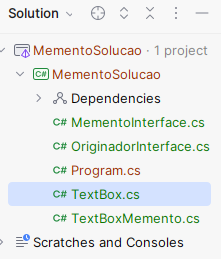 Solution
MementoSolucao · 1 project
C# MementoSolucao
Dependencies
C# MementoInterface.cs
C# OriginadorInterface.cs
C# Program.cs
C# TextBox.cs
C# TextBoxMemento.cs
Scratches and Consoles